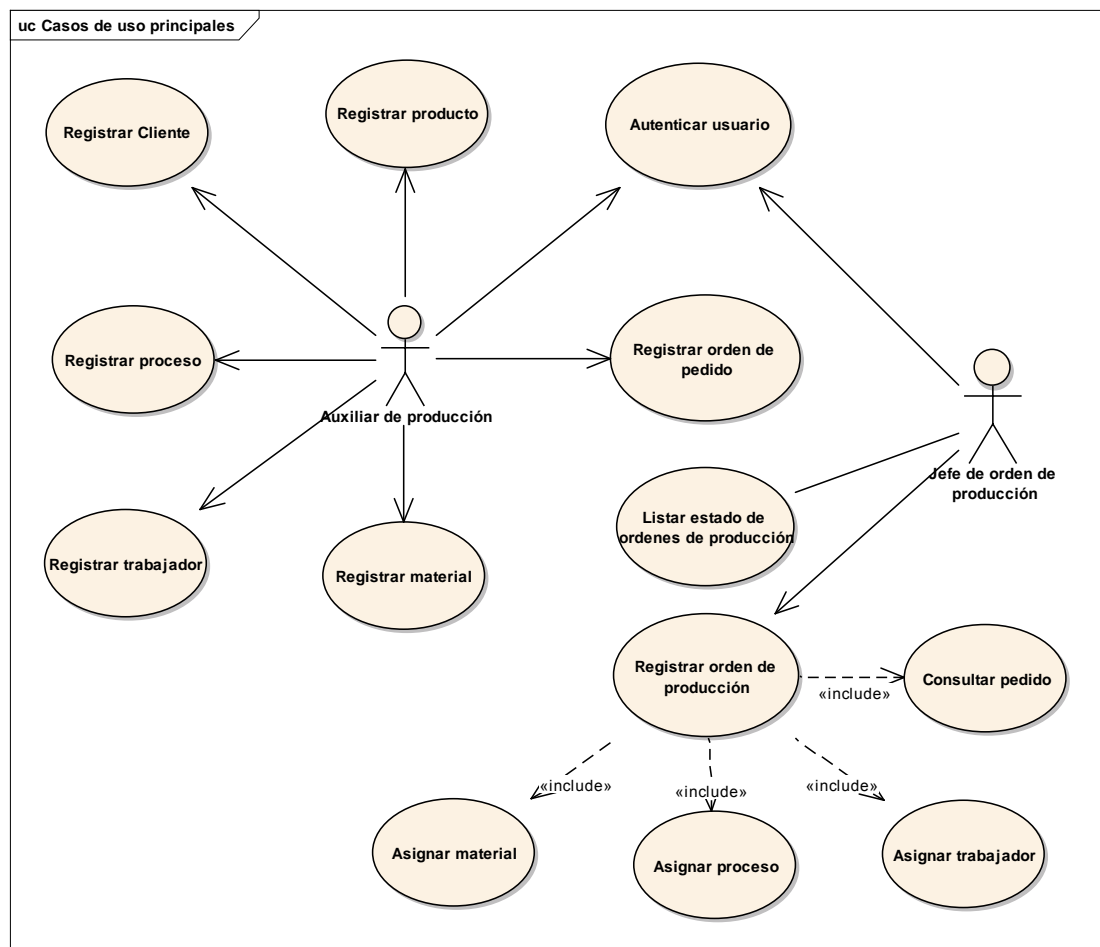 uc Casos de uso principales
Registrar Cliente
Registrar producto
Autenticar usuario
Registrar proceso
Auxiliar de producción
Registrar orden de
pedido
Jefe de orden de
producción
Listar estado de
ordenes de producción
Registrar trabajador
Registrar material
Registrar orden de
producción
«include»
Consultar pedido
«include»
«include»
«include»
Asignar material
Asignar proceso
Asignar trabajador